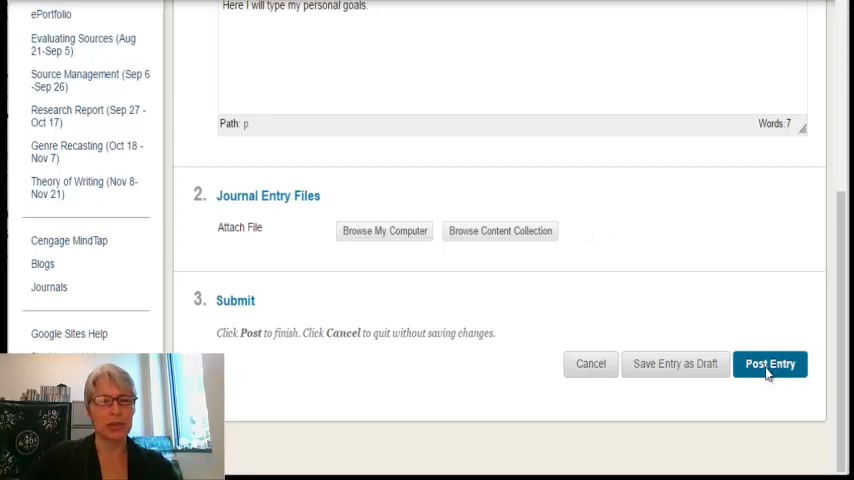 ePortfolio
Evaluating Sources (Aug
21-Sep 5)
Source Management (Sep 6
-Sep 26)
Research Report (Sep 27 -
Oct 17)
Genre Recasting (Oct 18 -
Nov 7)
Theory of Writing (Nov 8-
Nov 21)
Cengage MindTap
Blogs
Journals
Google Sites Help
Here I will type my personal goals.
Path: p
Words:7
2. Journal Entry Files
Attach File
Browse My Computer
Browse Content Collection
3. Submit
Click Post to finish. Click Cancel to quit without saving changes.
Cancel
Save Entry as Draft
Post Entry